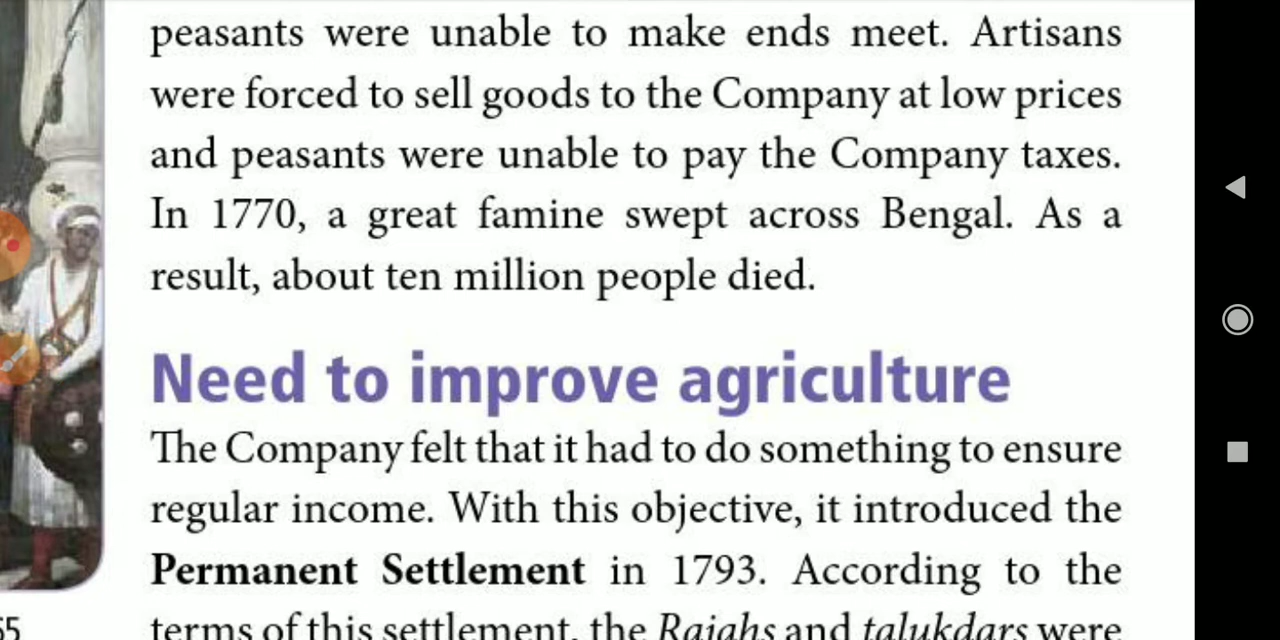 peasants were unable to make ends meet. Artisans
were forced to sell goods to the Company at low prices
and peasants were unable to pay the Company taxes.
In 1770, a great famine swept across Bengal. As a
result, about ten million people died.
Need to improve agriculture
The Company felt that it had to do something to ensure
regular income. With this objective, it introduced the
Permanent Settlement in 1793. According to the
terms of this settlement, the Rajahs and talukdars were